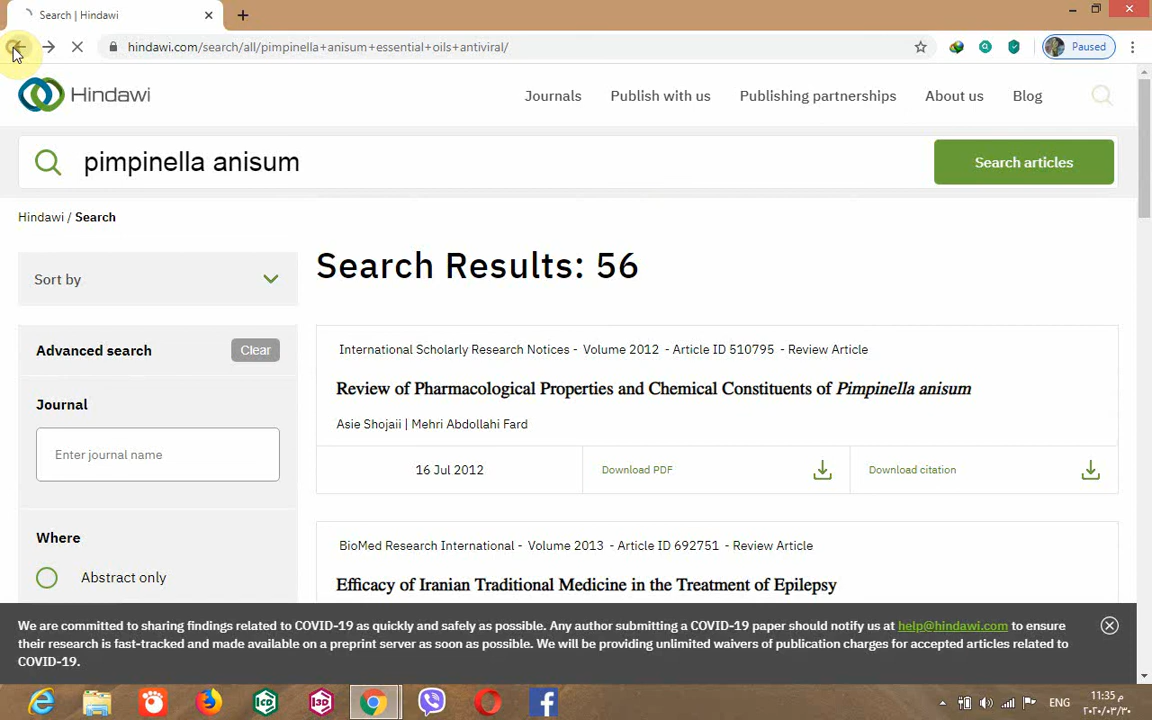 Search | Hindawi
hindawi.com/search/all/pimpinella+anisum+essential+oils+antiviral/
Paused
Hindawi
Journals Publish with us Publishing partnerships About us Blog
pimpinella anisum
Search articles
Hindawi / Search
Sort by
Search Results: 56
Advanced search
Clear
Journal
Enter journal name
Where
Abstract only
International Scholarly Research Notices - Volume 2012 - Article ID 510795 - Review Article
Review of Pharmacological Properties and Chemical Constituents of Pimpinella anisum
Asie Shojaii | Mehri Abdollahi Fard
16 Jul 2012
Download PDF
Download citation
BioMed Research International - Volume 2013 - Article ID 692751 - Review Article
Efficacy of Iranian Traditional Medicine in the Treatment of Epilepsy
We are committed to sharing findings related to COVID-19 as quickly and safely as possible. Any author submitting a COVID-19 paper should notify us at help@hindawi.com to ensure
their research is fast-tracked and made available on a preprint server as soon as possible. We will be providing unlimited waivers of publication charges for accepted articles related to
COVID-19.
ICD
I3D
ENG
11:35 م
٢٠٢٠/٠٣/٣٠